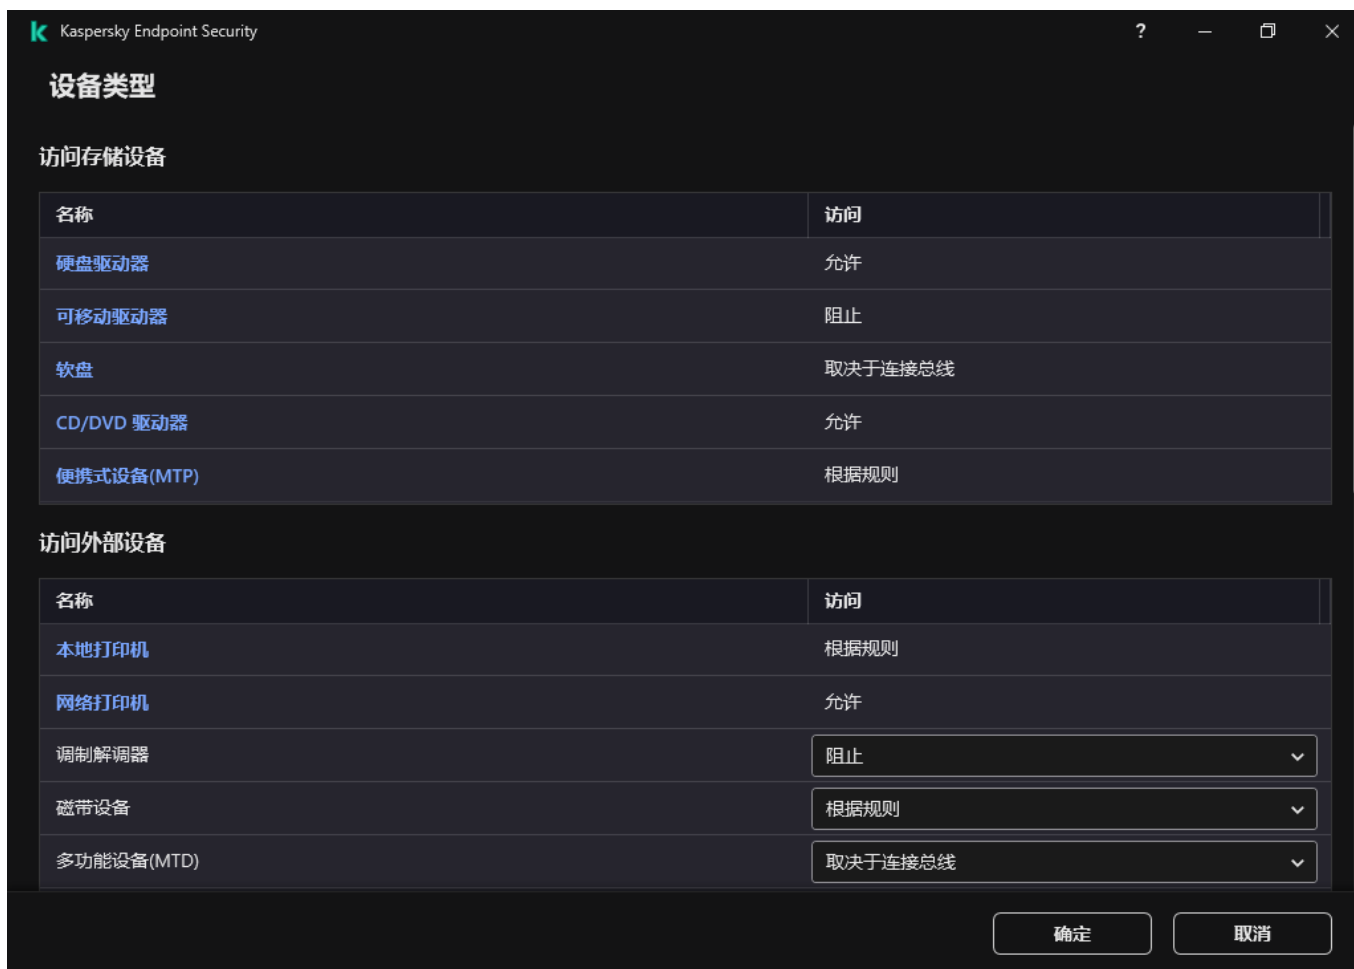 Kaspersky Endpoint Security
设备类型
访问存储设备
名称 访问
硬盘驱动器 允许
可移动驱动器 阻止
软盘 取决于连接总线
CD/DVD 驱动器 允许
便携式设备(MTP) 根据规则
访问外部设备
名称 访问
本地打印机 根据规则
网络打印机 允许
调制解调器 阻止
磁带设备 根据规则
多功能设备(MTD) 取决于连接总线
确定 取消